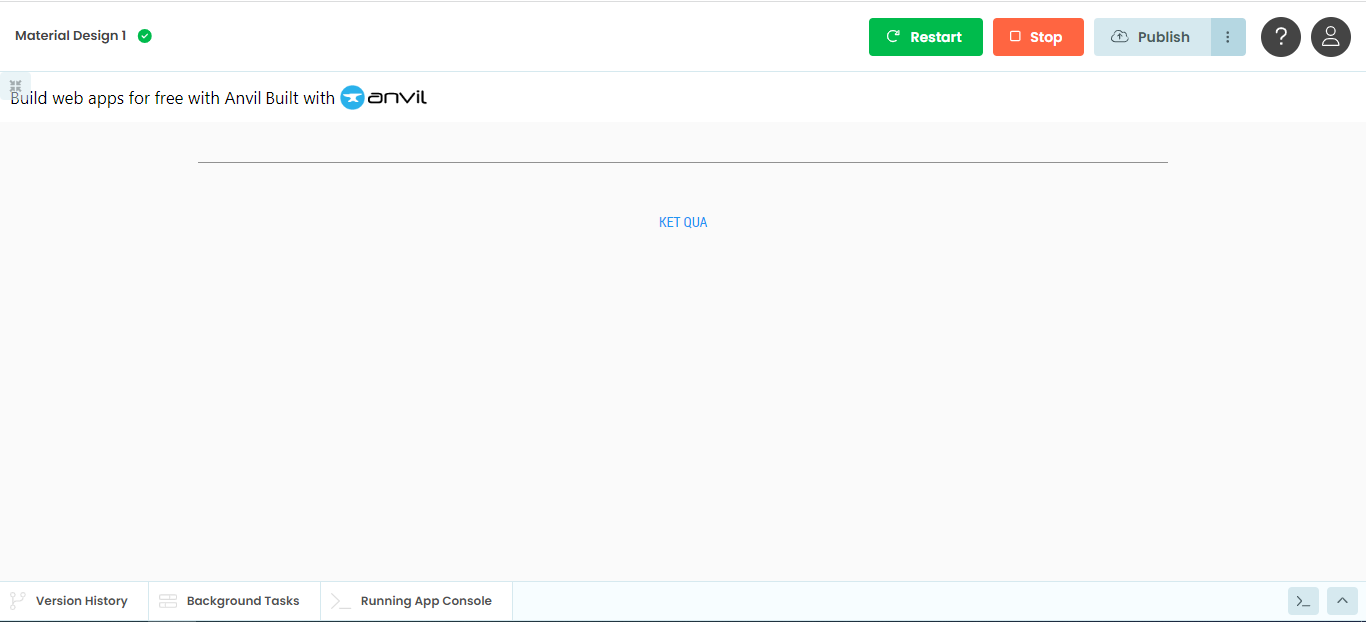 Material Design 1
Restart
Stop
Publish
?
Build web apps for free with Anvil Built with anvil
KET QUA
Version History
Background Tasks
Running App Console